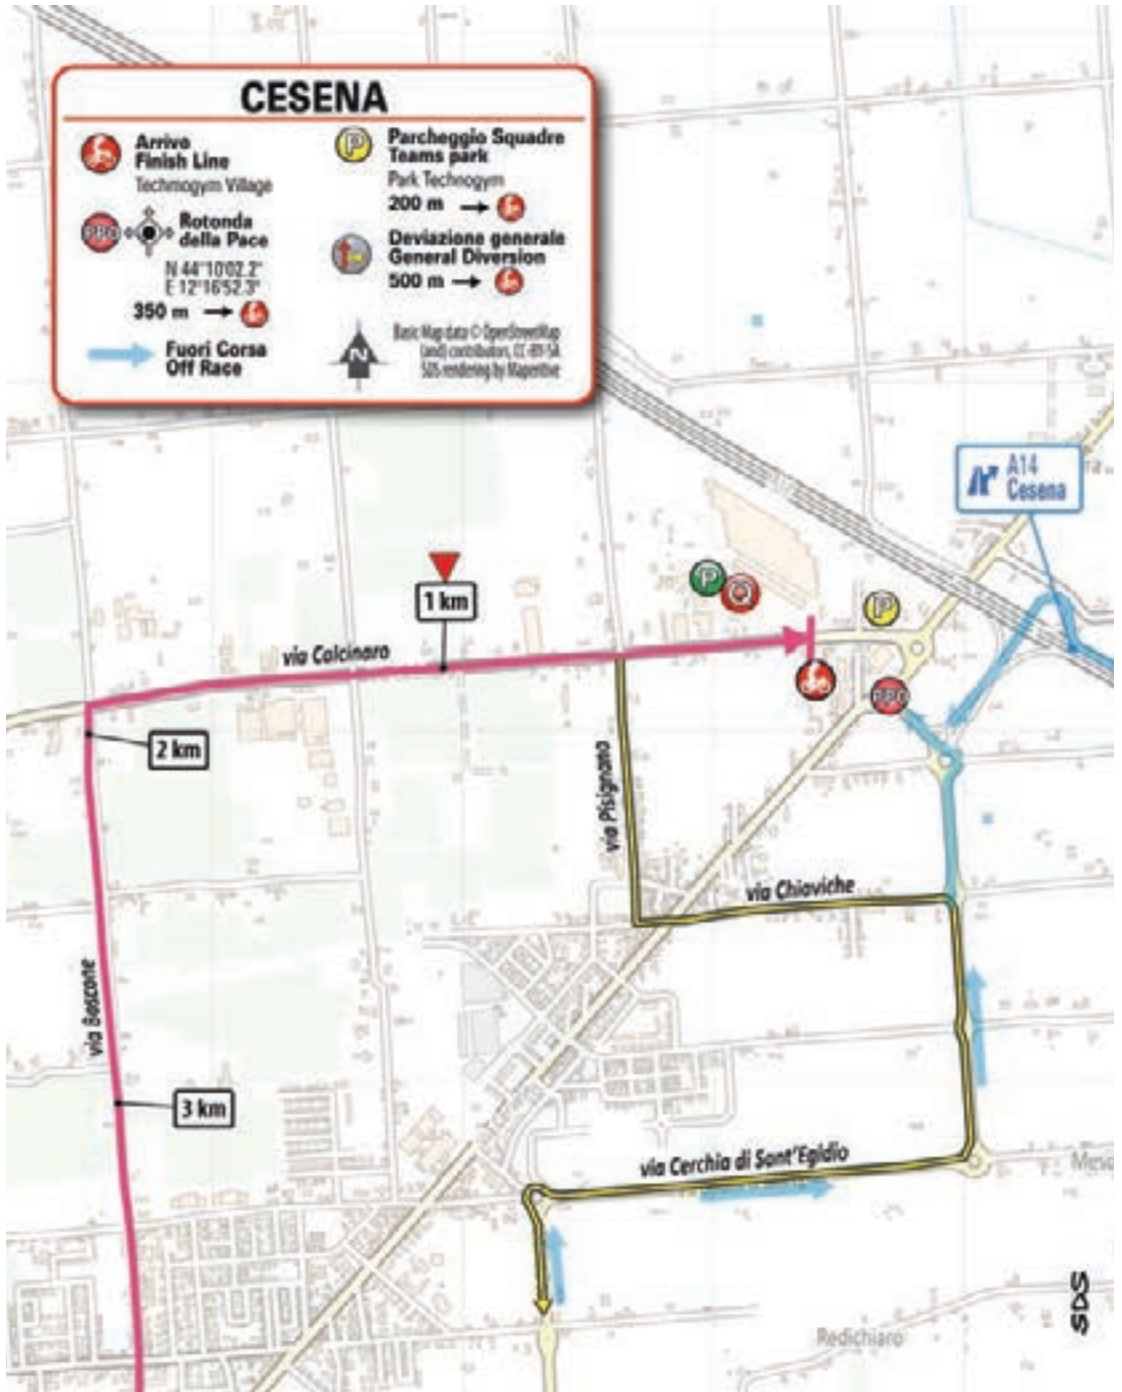 CESENA
Arrivo
Finish Line
Technogym Village
Rotonda
della Pace
N 44°10'02.2"
E 12°16'52.3"
350 m
Fuori Corsa
Off Race
P
Parcheggio Squadre
Teams park
Park Technogym
200 m
Deviazione generale
General Diversion
500 m
N
Basic Map data © OpenStreetMap
(and) contributors, CC-BY-SA
SDS rendering by Maperitive
A14
Cesena
P
Q
P
1 km
via Calcinaro
PPO
2 km
via Pisignano
via Chiaviche
via Boscone
3 km
via Cerchia di Sant'Egidio
Redichiaro
SDS